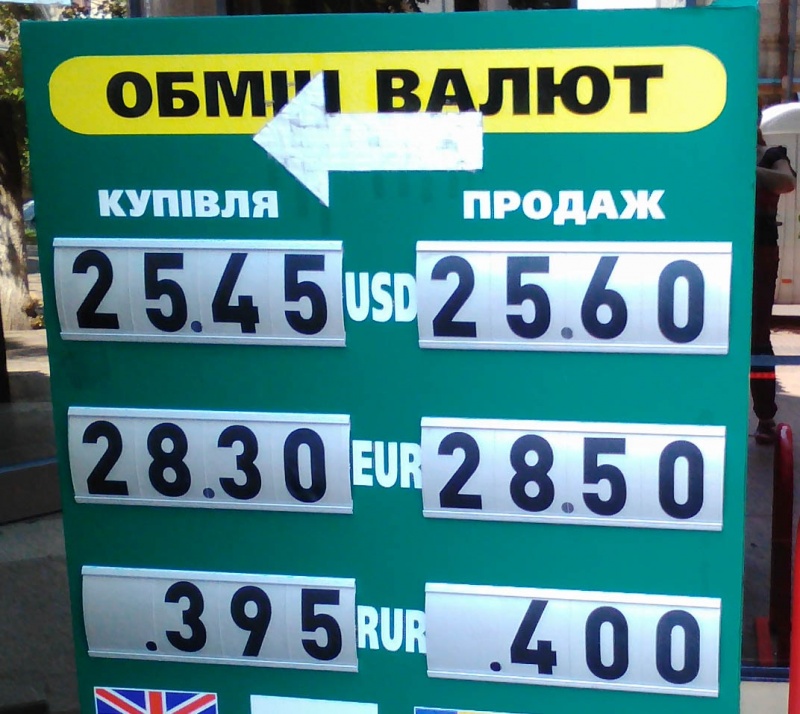 ОБМІН ВАЛЮТ
КУПІВЛЯ ПРОДАЖ
25.45 USD 25.60
28.30 EUR 28.50
.395 RUR .400